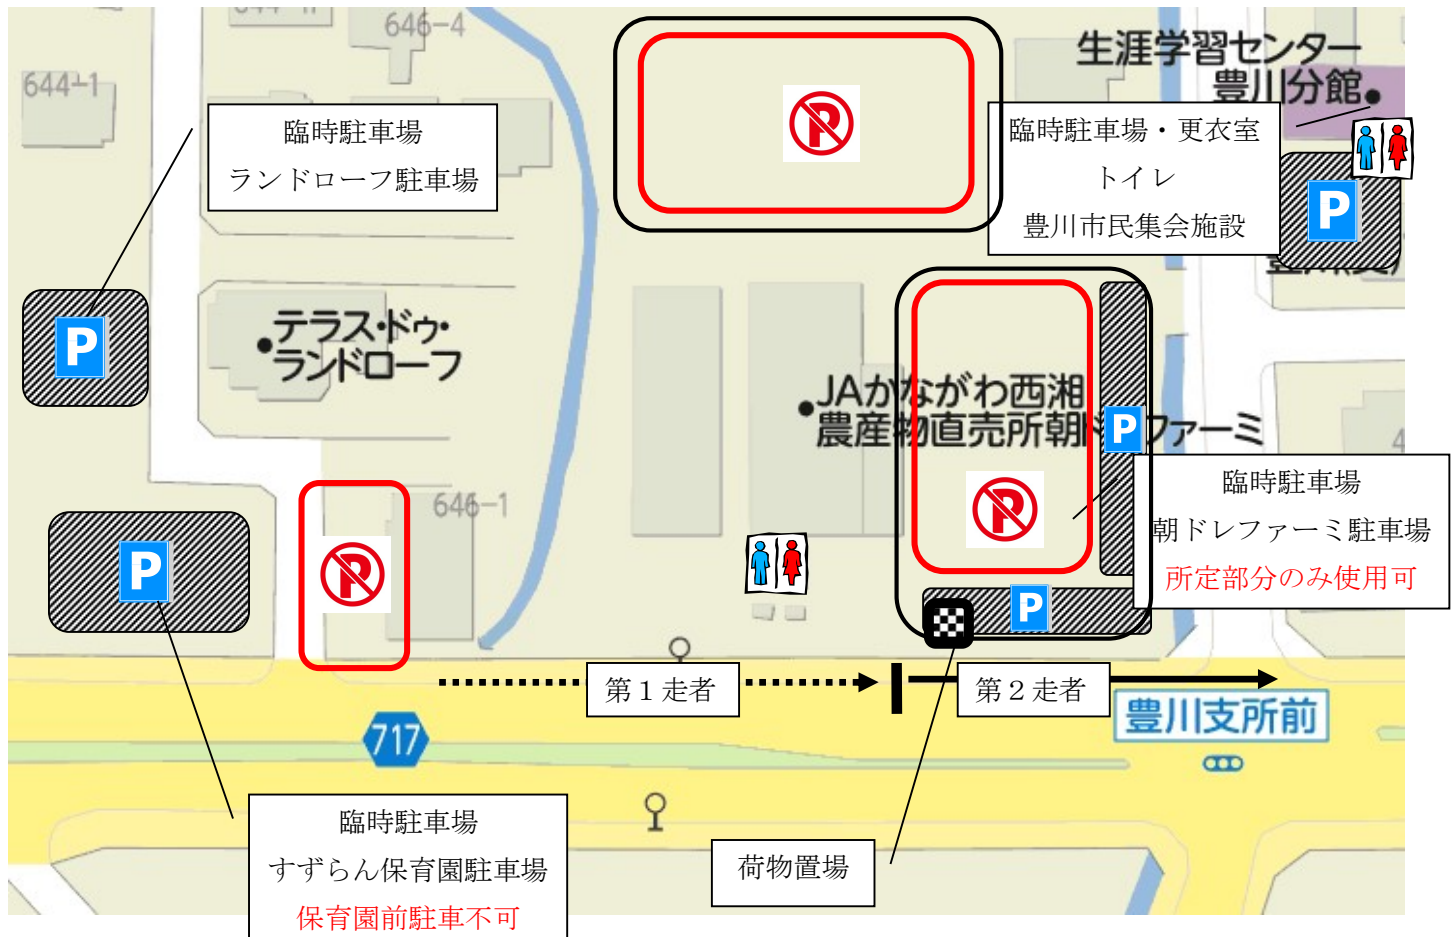 646-4
644-1
生涯学習センター
豊川分館
臨時駐車場
ランドローフ駐車場
臨時駐車場・更衣室
トイレ
豊川市民集会施設
P
P
テラス・ドゥ・
ランドローフ
JAかながわ西湘
農産物直売所朝ドレファーミ
P
646-1
臨時駐車場
朝ドレファーミ駐車場
所定部分のみ使用可
P
P
第1走者
第2走者
豊川支所前
717
臨時駐車場
すずらん保育園駐車場
保育園前駐車不可
荷物置場